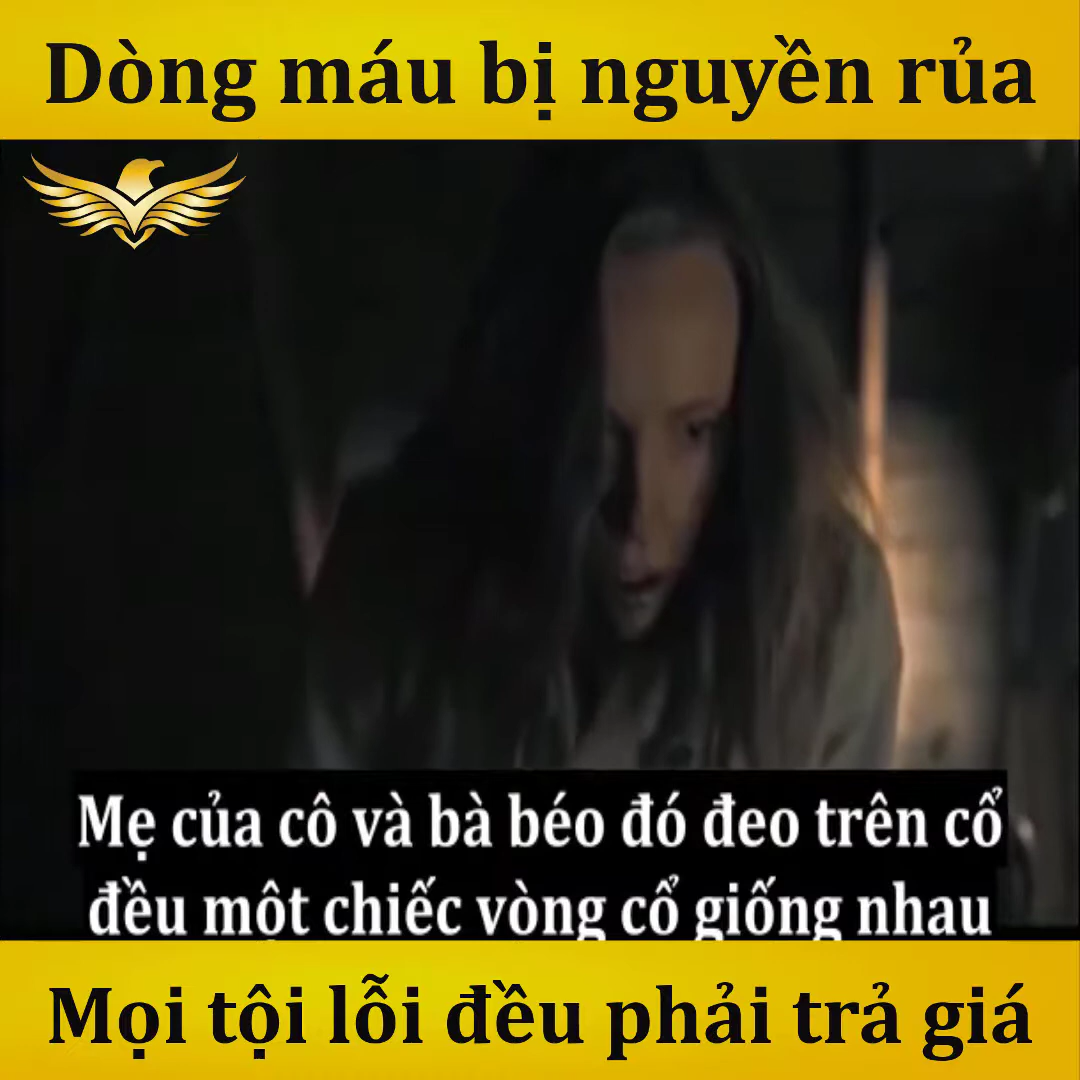 Dòng máu bị nguyền rủa
Mẹ của cô và bà béo đó đeo trên cổ
đều một chiếc vòng cổ giống nhau
Mọi tội lỗi đều phải trả giá